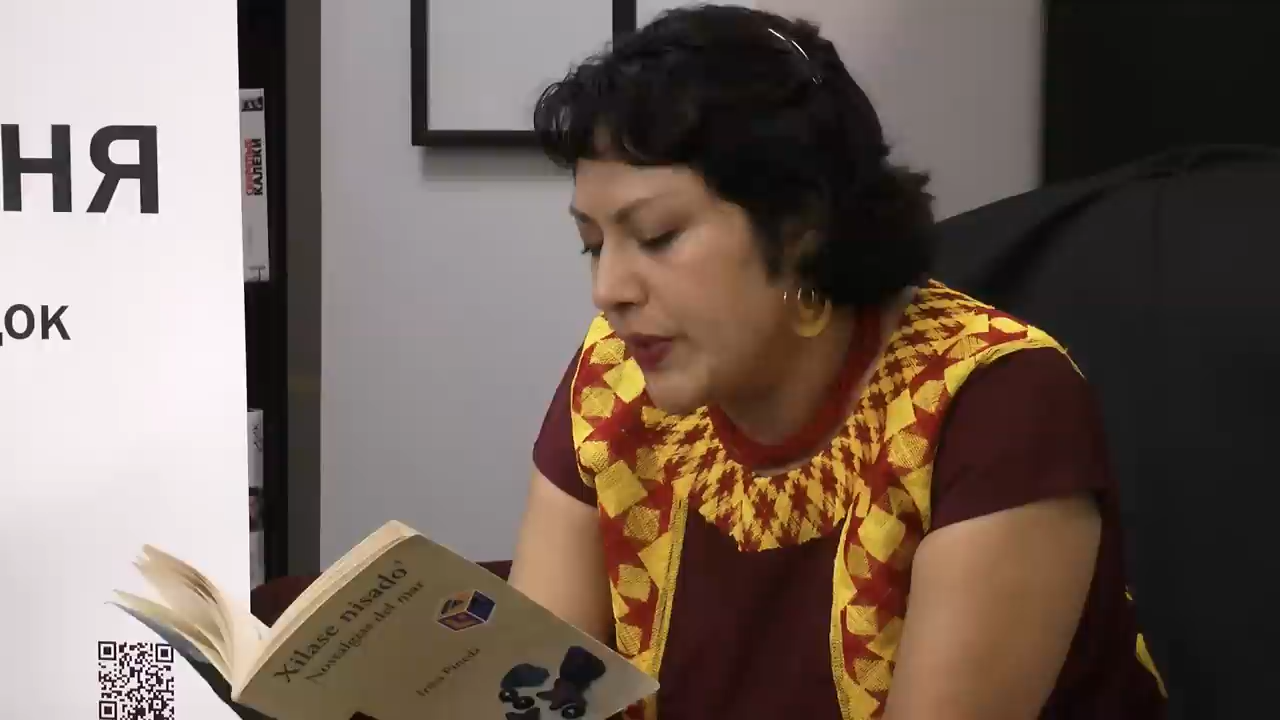 НЯ
ДОК
КАЛЕКИ
Xilase nisado'
Nostalgias del mar
Irma Pineda